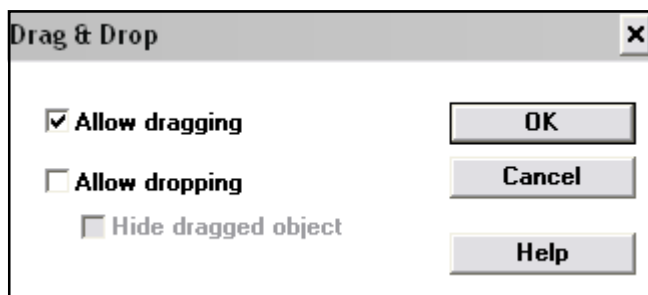 Drag & Drop
Allow dragging
OK
Allow dropping
Cancel
Hide dragged object
Help